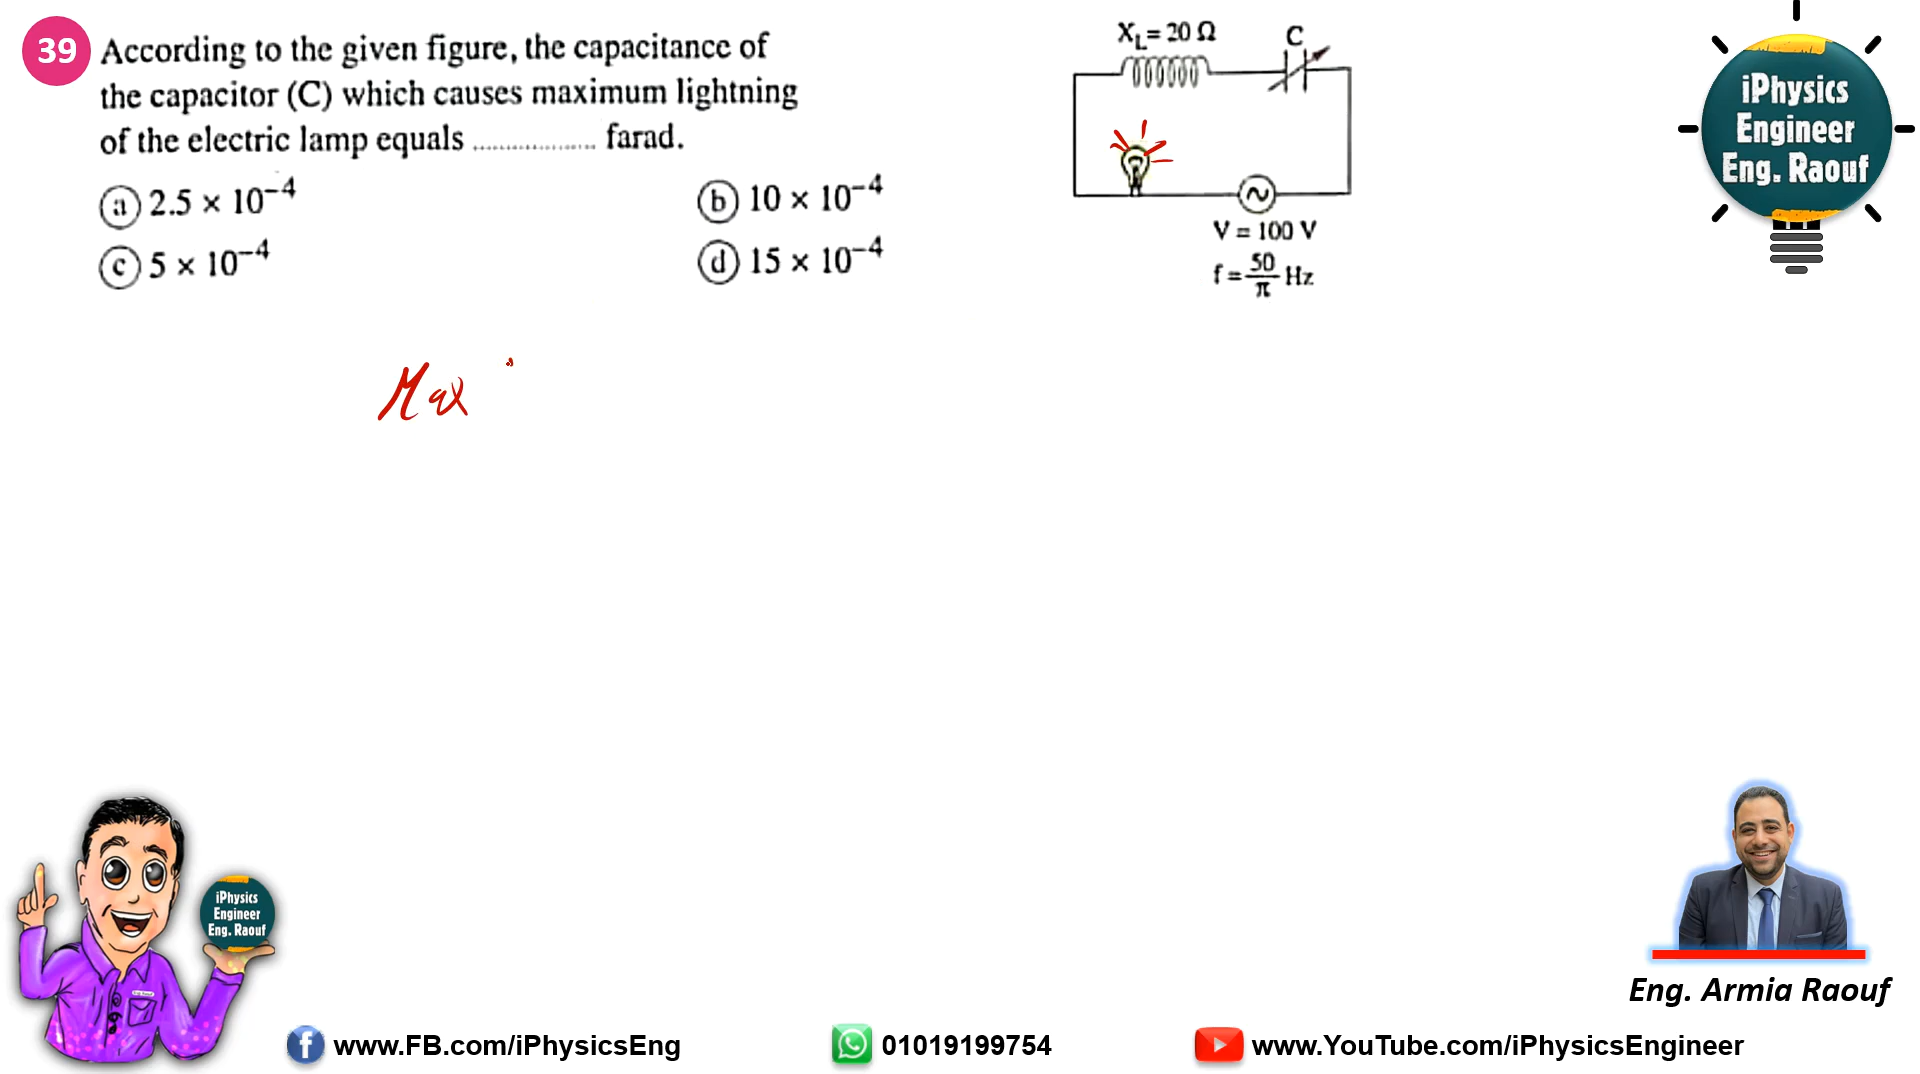 39 According to the given figure, the capacitance of
the capacitor (C) which causes maximum lightning
of the electric lamp equals .................. farad.
(a) 2.5 × 10⁻⁴
(b) 10 × 10⁻⁴
(c) 5 × 10⁻⁴
(d) 15 × 10⁻⁴
X_L = 20 Ω
C
V = 100 V
f = 50/π Hz
iPhysics
Engineer
Eng. Raouf
Max
iPhysics
Engineer
Eng. Raouf
Eng. Armia Raouf
www.FB.com/iPhysicsEng
01019199754
www.YouTube.com/iPhysicsEngineer